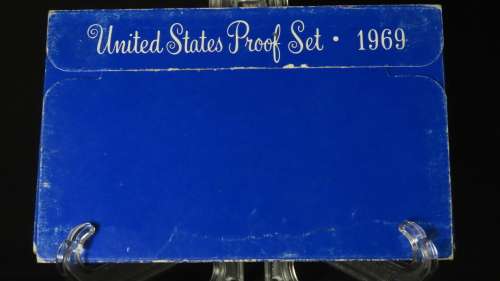 United States Proof Set · 1969